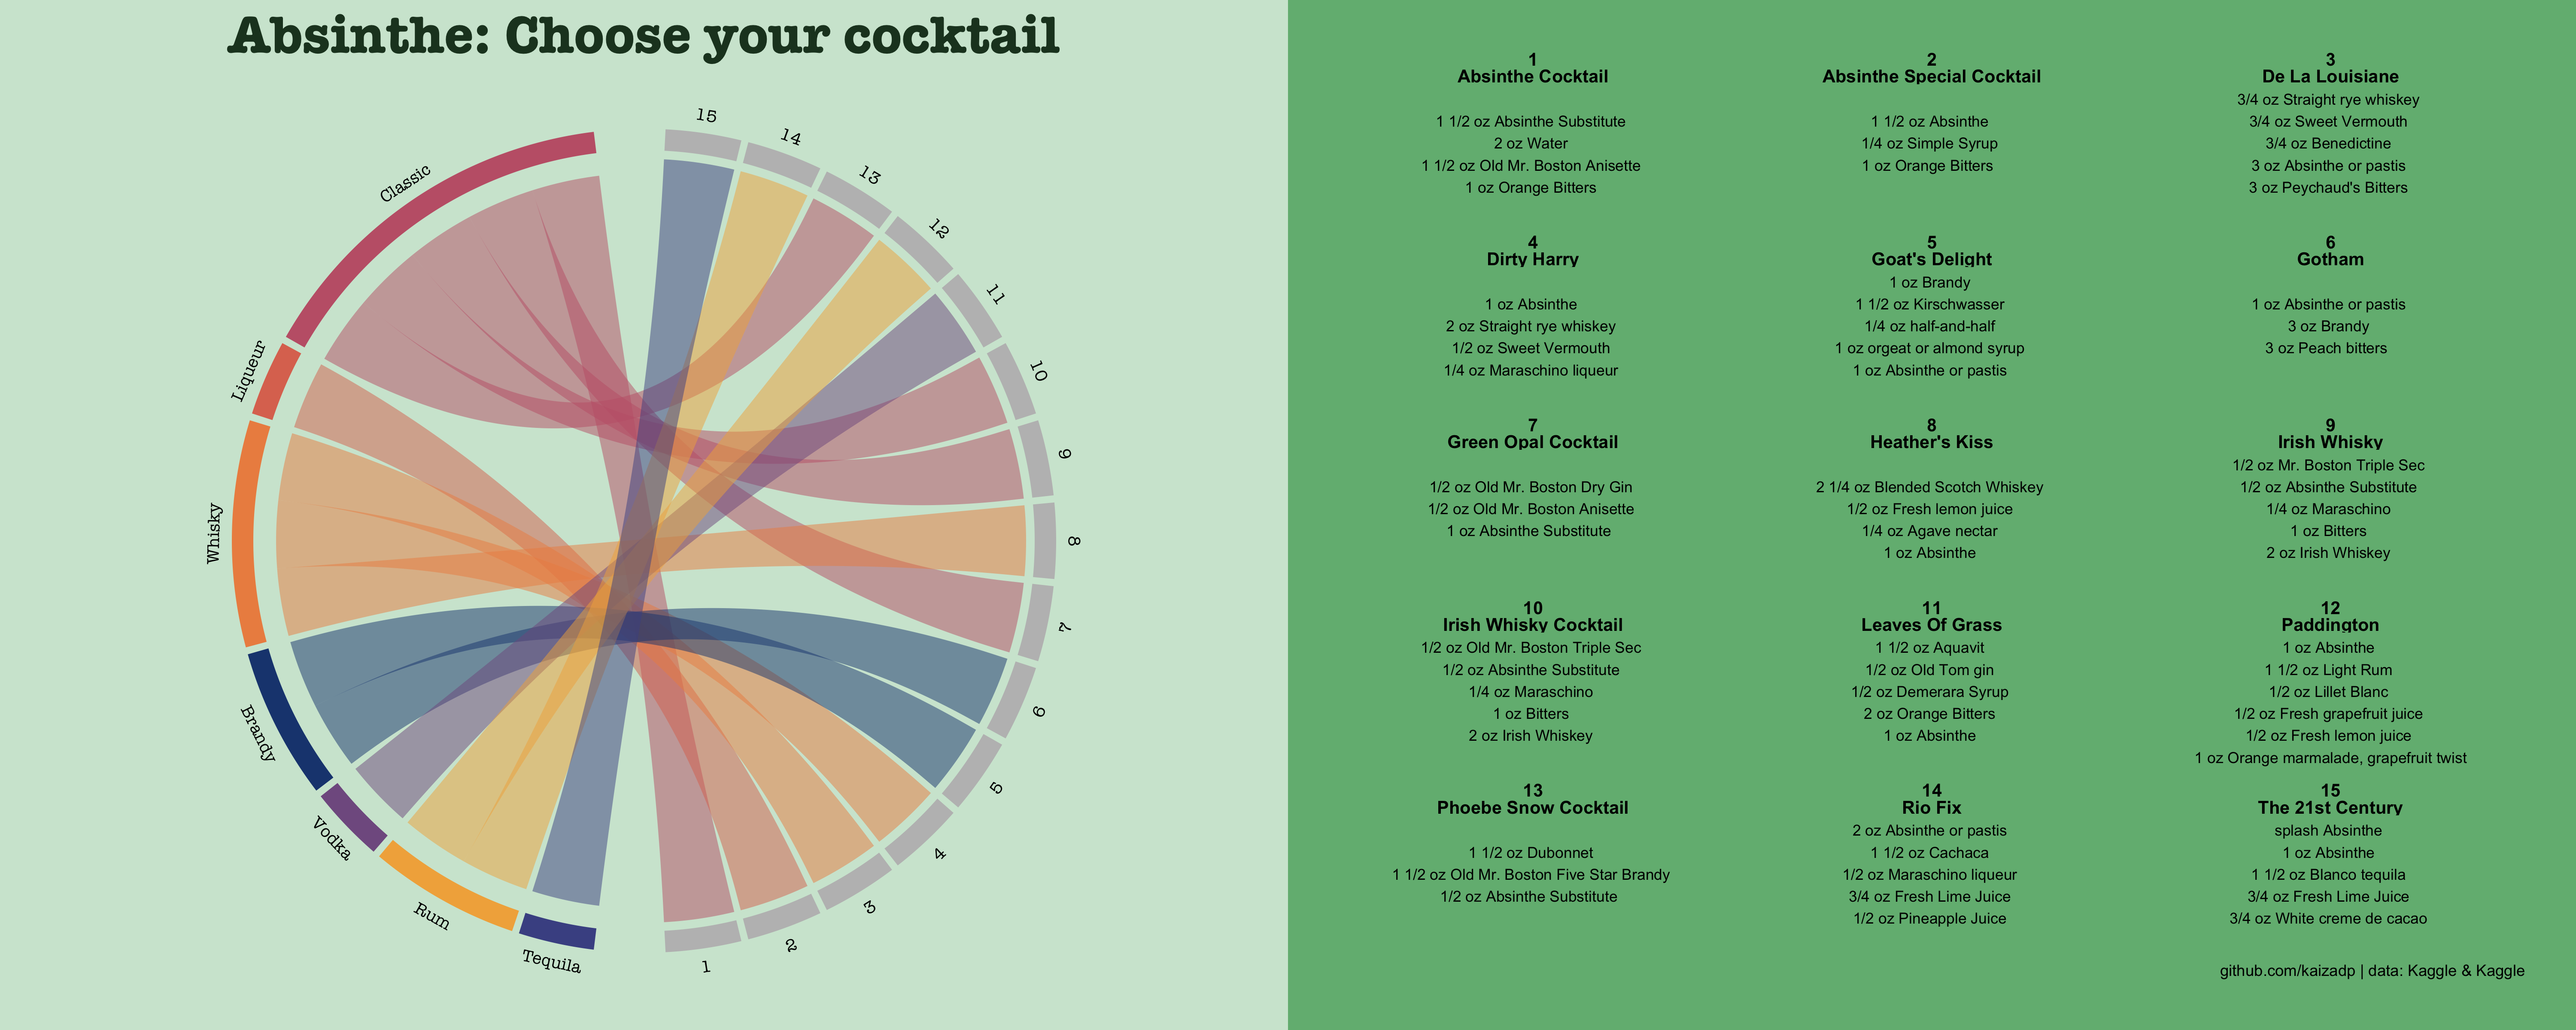 Absinthe: Choose your cocktail
15
14
13
12
11
10
9
8
7
6
5
4
3
2
1
Classic
Liqueur
Whisky
Brandy
Vodka
Rum
Tequila
1
Absinthe Cocktail
1 1/2 oz Absinthe Substitute
2 oz Water
1 1/2 oz Old Mr. Boston Anisette
1 oz Orange Bitters
2
Absinthe Special Cocktail
1 1/2 oz Absinthe
1/4 oz Simple Syrup
1 oz Orange Bitters
3
De La Louisiane
3/4 oz Straight rye whiskey
3/4 oz Sweet Vermouth
3/4 oz Benedictine
3 oz Absinthe or pastis
3 oz Peychaud's Bitters
4
Dirty Harry
1 oz Absinthe
2 oz Straight rye whiskey
1/2 oz Sweet Vermouth
1/4 oz Maraschino liqueur
5
Goat's Delight
1 oz Brandy
1 1/2 oz Kirschwasser
1/4 oz half-and-half
1 oz orgeat or almond syrup
1 oz Absinthe or pastis
6
Gotham
1 oz Absinthe or pastis
3 oz Brandy
3 oz Peach bitters
7
Green Opal Cocktail
1/2 oz Old Mr. Boston Dry Gin
1/2 oz Old Mr. Boston Anisette
1 oz Absinthe Substitute
8
Heather's Kiss
2 1/4 oz Blended Scotch Whiskey
1/2 oz Fresh lemon juice
1/4 oz Agave nectar
1 oz Absinthe
9
Irish Whisky
1/2 oz Mr. Boston Triple Sec
1/2 oz Absinthe Substitute
1/4 oz Maraschino
1 oz Bitters
2 oz Irish Whiskey
10
Irish Whisky Cocktail
1/2 oz Old Mr. Boston Triple Sec
1/2 oz Absinthe Substitute
1/4 oz Maraschino
1 oz Bitters
2 oz Irish Whiskey
11
Leaves Of Grass
1 1/2 oz Aquavit
1/2 oz Old Tom gin
1/2 oz Demerara Syrup
2 oz Orange Bitters
1 oz Absinthe
12
Paddington
1 oz Absinthe
1 1/2 oz Light Rum
1/2 oz Lillet Blanc
1/2 oz Fresh grapefruit juice
1/2 oz Fresh lemon juice
1 oz Orange marmalade, grapefruit twist
13
Phoebe Snow Cocktail
1 1/2 oz Dubonnet
1 1/2 oz Old Mr. Boston Five Star Brandy
1/2 oz Absinthe Substitute
14
Rio Fix
2 oz Absinthe or pastis
1 1/2 oz Cachaca
1/2 oz Maraschino liqueur
3/4 oz Fresh Lime Juice
1/2 oz Pineapple Juice
15
The 21st Century
splash Absinthe
1 oz Absinthe
1 1/2 oz Blanco tequila
3/4 oz Fresh Lime Juice
3/4 oz White creme de cacao
github.com/kaizadp | data: Kaggle & Kaggle